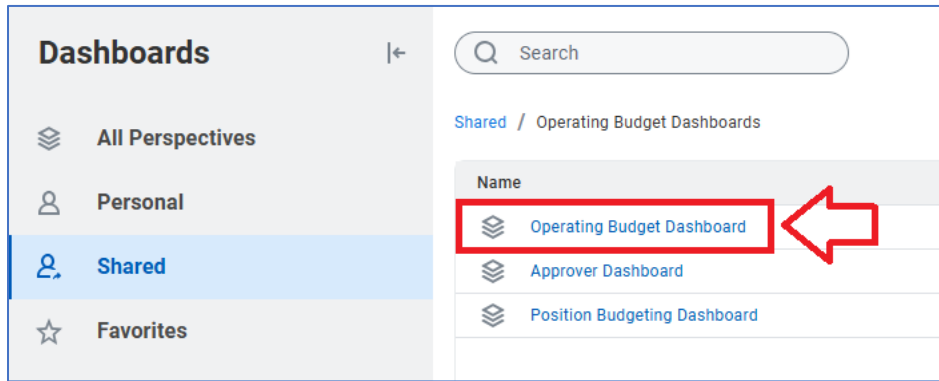 Dashboards
All Perspectives
Personal
Shared
Favorites
Search
Shared / Operating Budget Dashboards
Name
Operating Budget Dashboard
Approver Dashboard
Position Budgeting Dashboard